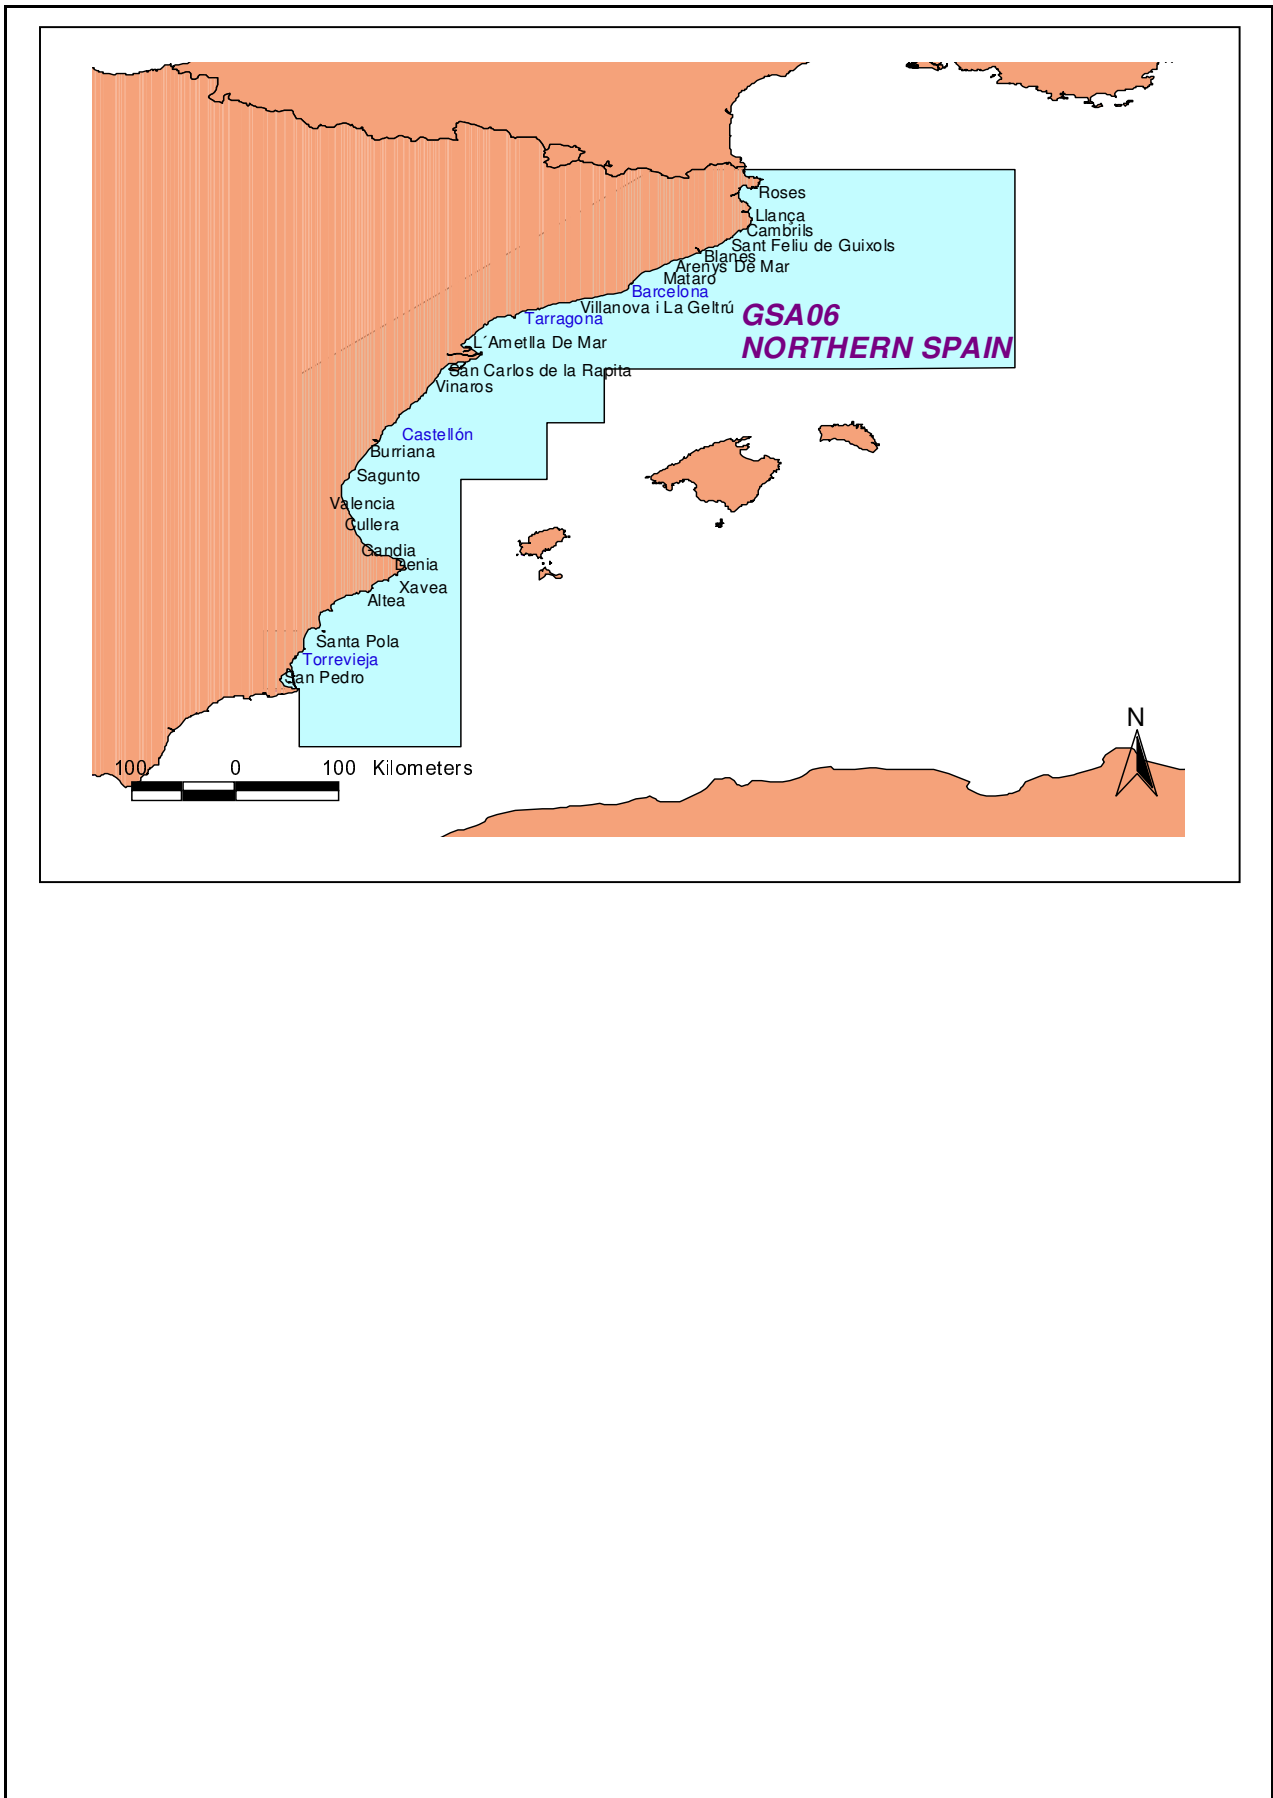 Roses
Llança
Cambrils
Sant Feliu de Guixols
Blanes
Arenys De Mar
Mataro
Barcelona
Villanova i La Geltrú
GSA06
Tarragona
NORTHERN SPAIN
L´Ametlla De Mar
San Carlos de la Rapita
Vinaros
Castellón
Burriana
Sagunto
Valencia
Cullera
Gandia
Denia
Xavea
Altea
Santa Pola
Torrevieja
San Pedro
N
100 0 100 Kilometers